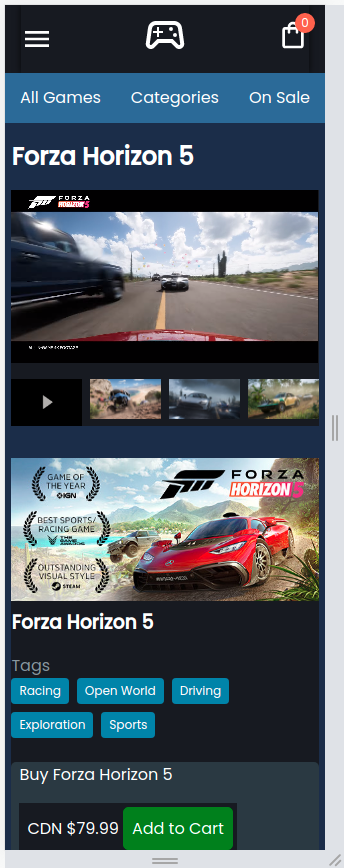 0
All Games Categories On Sale
Forza Horizon 5
FORZA
HORIZON 5
GAME OF
THE YEAR
IGN
BEST SPORTS/
RACING GAME
THE GAME AWARDS
OUTSTANDING
VISUAL STYLE
STEAM
FORZA
HORIZON 5
Forza Horizon 5
Tags
Racing Open World Driving
Exploration Sports
Buy Forza Horizon 5
CDN $79.99 Add to Cart